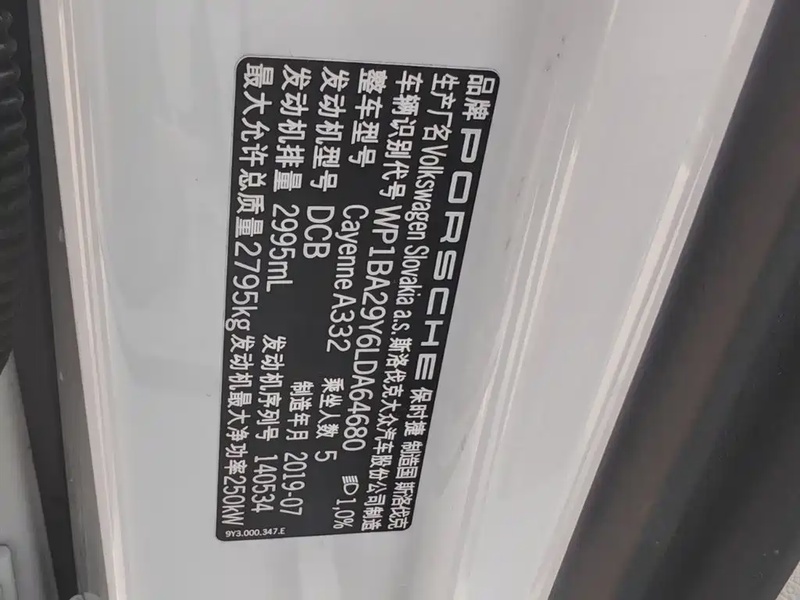 品牌 PORSCHE 保时捷 制造国 斯洛伐克
生产厂名 Volkswagen Slovakia a.s. 斯洛伐克大众汽车股份公司制造
车辆识别代号 WP1BA29Y6LDA64680
整车型号 Cayenne A332 乘坐人数 5 1,0%
发动机型号 DCB 制造年月 2019-07
发动机排量 2995mL 发动机序列号 140534
最大允许总质量 2795kg 发动机最大净功率 250kW
9Y3.000.347.E